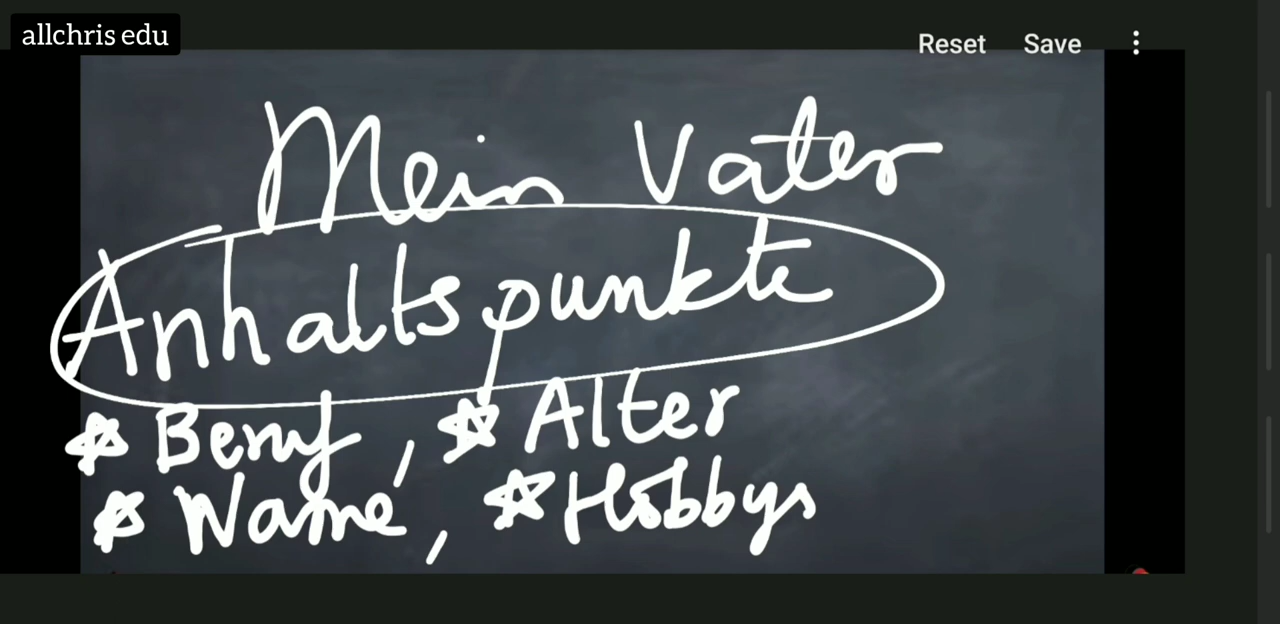 allchris edu
Reset Save
Mein Vater
Anhaltspunkte
☆ Beruf, ☆ Alter
☆ Name, ☆ Hobbys